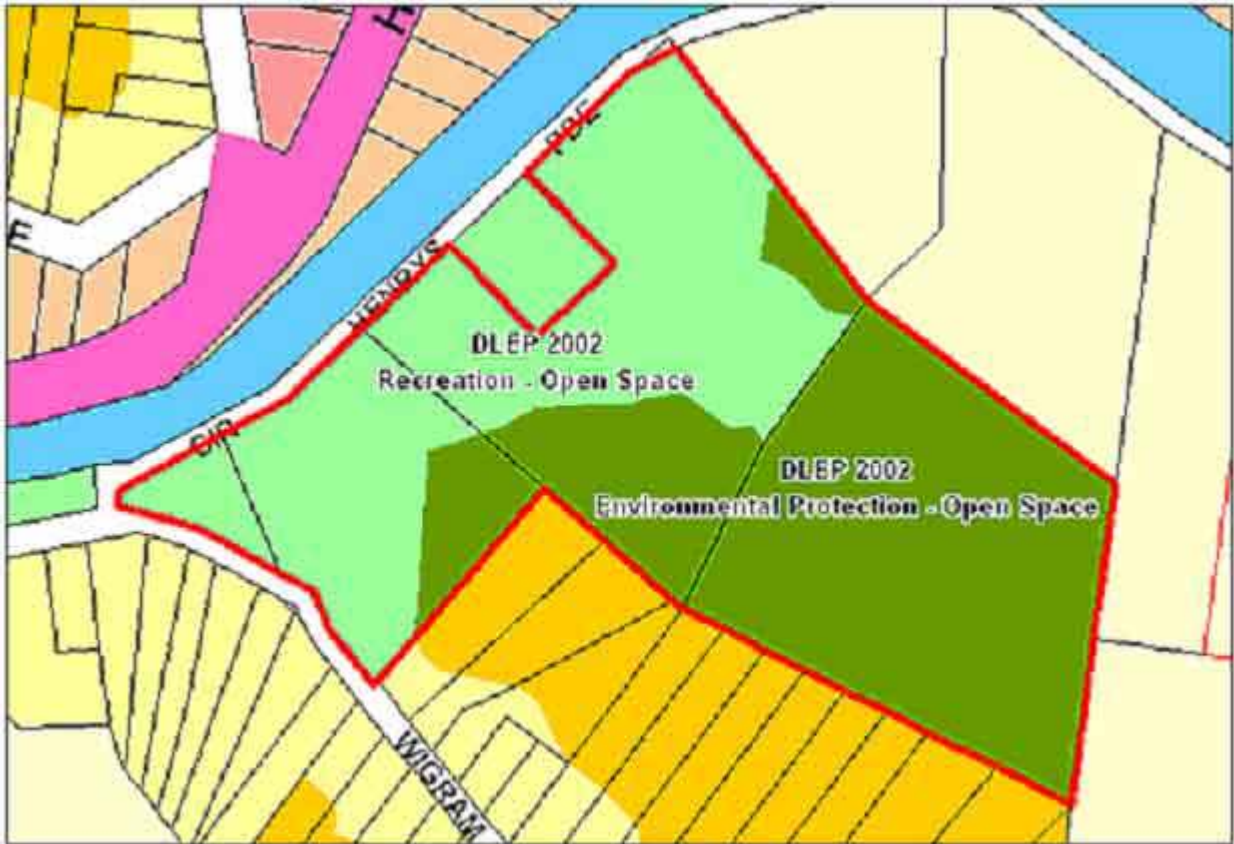 H
PDE
E
HENRYS
DLEP 2002
Recreation - Open Space
CIR
DLEP 2002
Environmental Protection - Open Space
WIGRAM